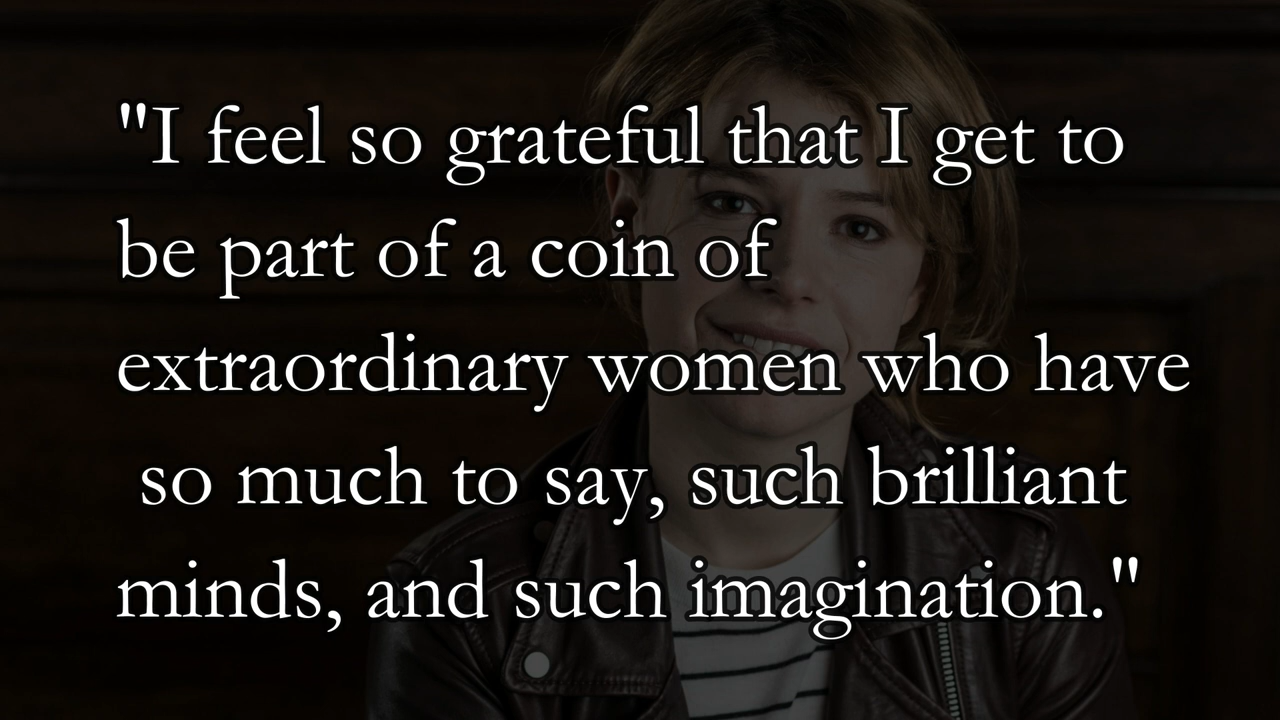 "I feel so grateful that I get to
be part of a coin of
extraordinary women who have
so much to say, such brilliant
minds, and such imagination."